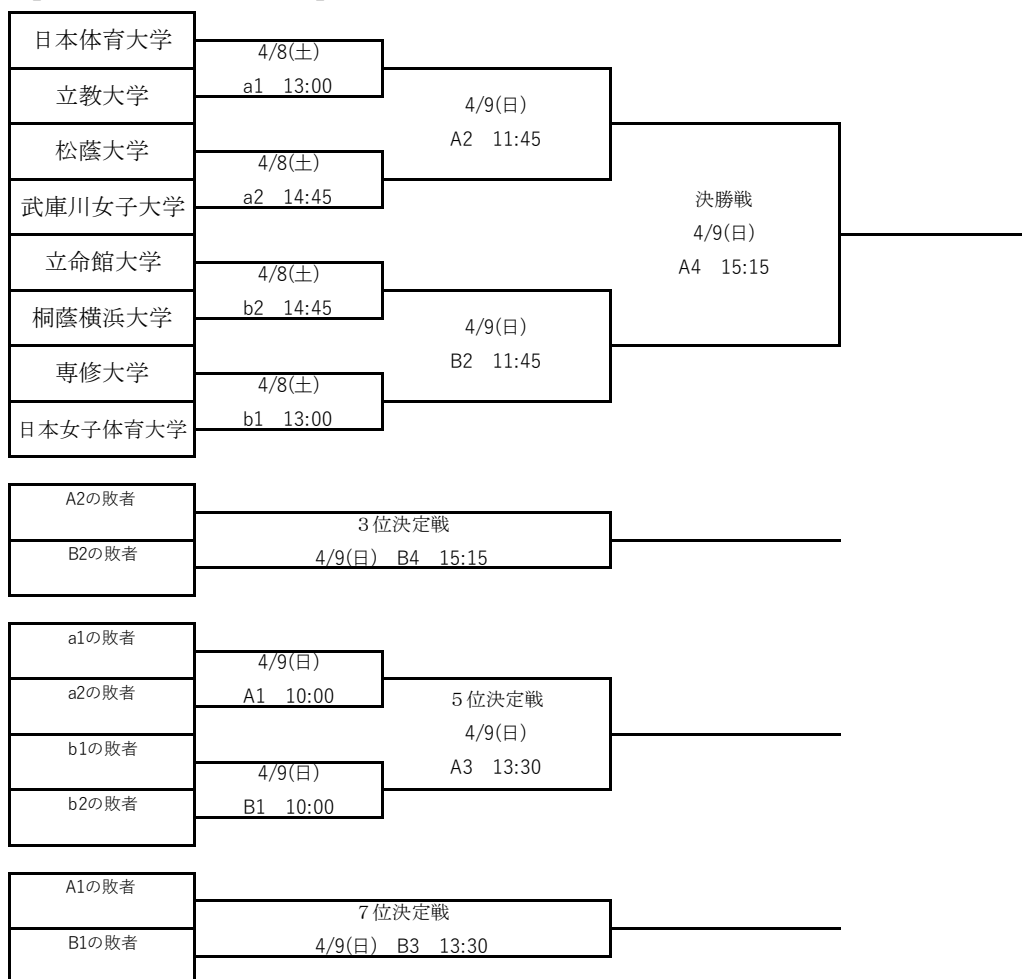 日本体育大学
立教大学
松蔭大学
武庫川女子大学
立命館大学
桐蔭横浜大学
専修大学
日本女子体育大学
4/8(土)
a1 13:00
4/8(土)
a2 14:45
4/8(土)
b2 14:45
4/8(土)
b1 13:00
4/9(日)
A2 11:45
4/9(日)
B2 11:45
決勝戦
4/9(日)
A4 15:15
A2の敗者
B2の敗者
３位決定戦
4/9(日) B4 15:15
a1の敗者
a2の敗者
b1の敗者
b2の敗者
4/9(日)
A1 10:00
4/9(日)
B1 10:00
５位決定戦
4/9(日)
A3 13:30
A1の敗者
B1の敗者
７位決定戦
4/9(日) B3 13:30